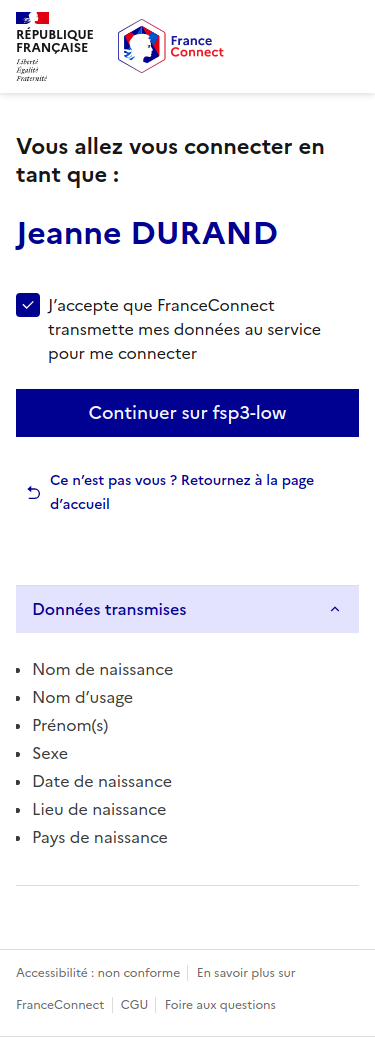 RÉPUBLIQUE
FRANÇAISE
Liberté
Égalité
Fraternité
France
Connect
Vous allez vous connecter en
tant que :
Jeanne DURAND
J’accepte que FranceConnect
transmette mes données au service
pour me connecter
Continuer sur fsp3-low
Ce n’est pas vous ? Retournez à la page
d’accueil
Données transmises
Nom de naissance
Nom d’usage
Prénom(s)
Sexe
Date de naissance
Lieu de naissance
Pays de naissance
Accessibilité : non conforme En savoir plus sur
FranceConnect CGU Foire aux questions